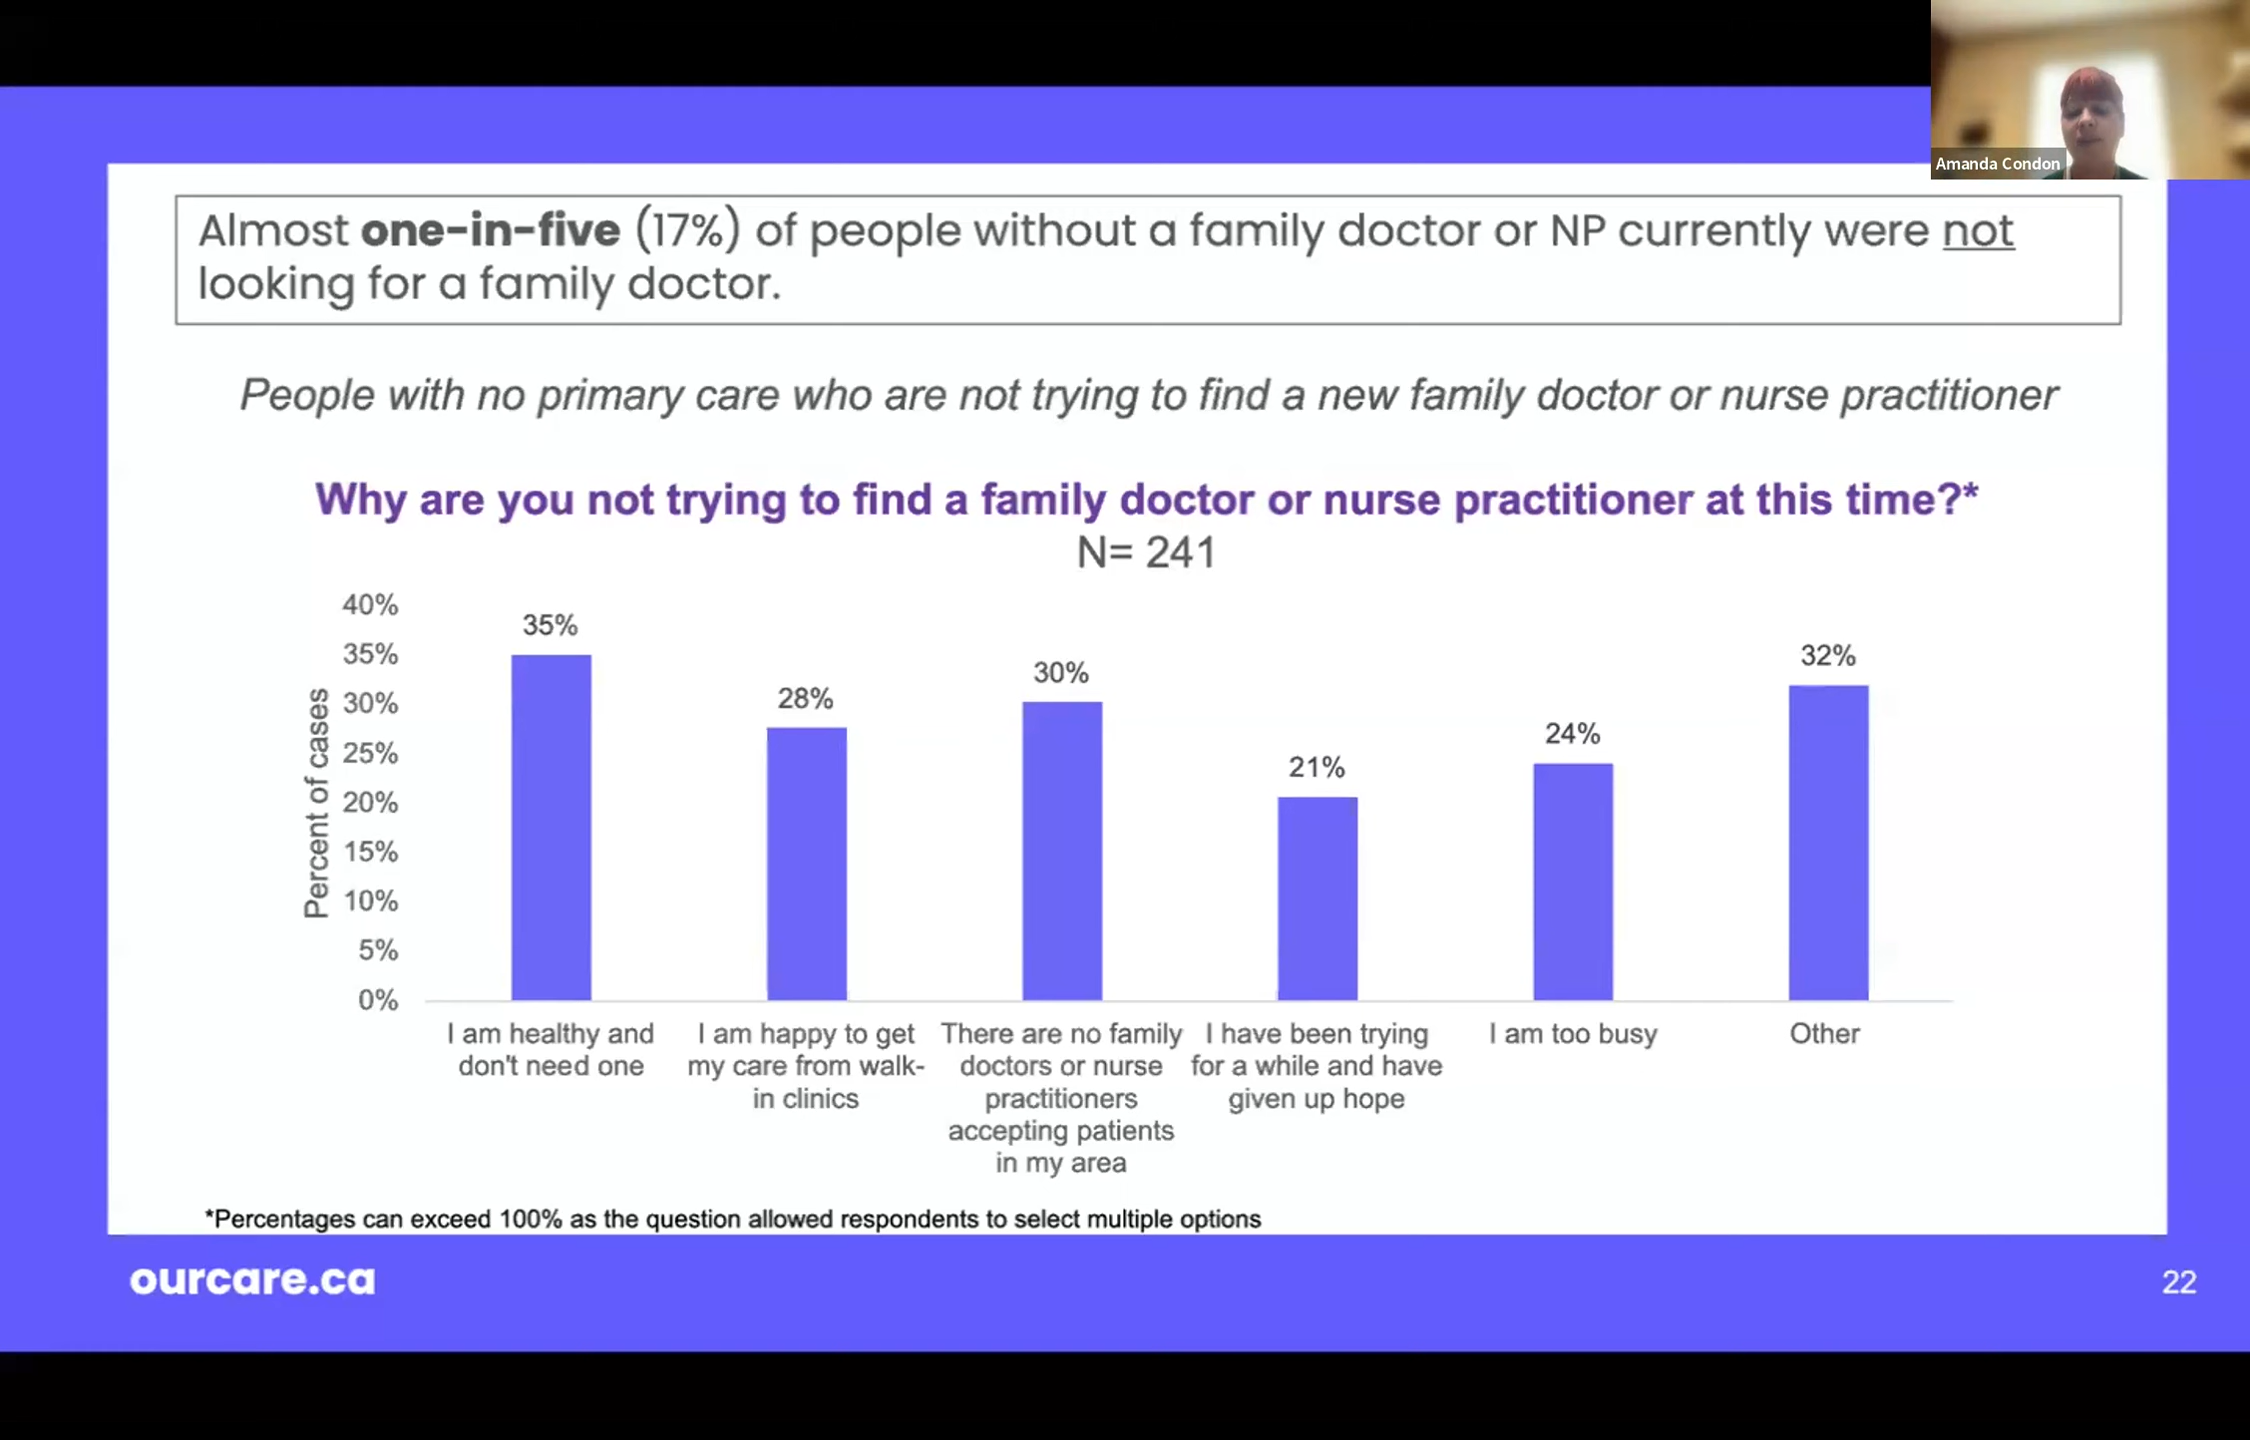 Amanda Condon
Almost one-in-five (17%) of people without a family doctor or NP currently were not
looking for a family doctor.
People with no primary care who are not trying to find a new family doctor or nurse practitioner
Why are you not trying to find a family doctor or nurse practitioner at this time?*
N= 241
Percent of cases
40%
35%
30%
25%
20%
15%
10%
5%
0%
35%
28%
30%
21%
24%
32%
I am healthy and
don't need one
I am happy to get
my care from walk-
in clinics
There are no family
doctors or nurse
practitioners
accepting patients
in my area
I have been trying
for a while and have
given up hope
I am too busy
Other
*Percentages can exceed 100% as the question allowed respondents to select multiple options
ourcare.ca
22